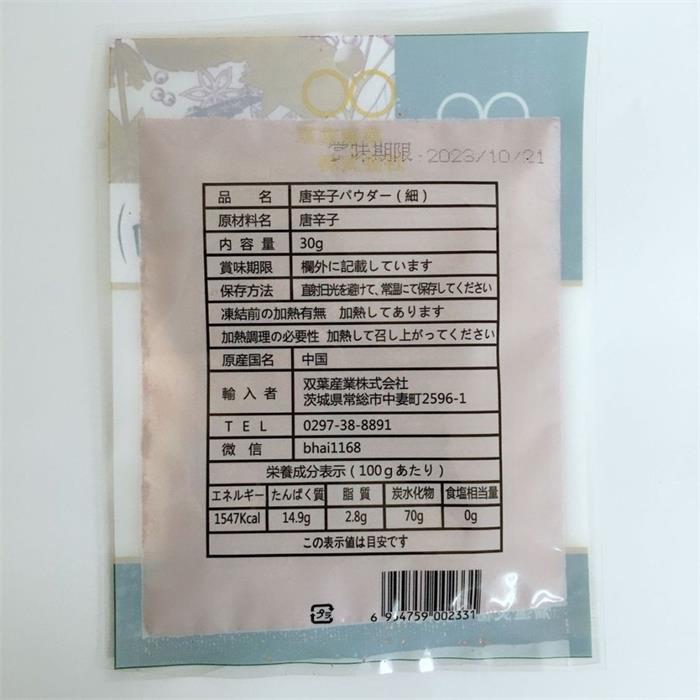 賞味期限 2023/10/21
品 名 唐辛子パウダー(細)
原材料名 唐辛子
内容量 30g
賞味期限 欄外に記載しています
保存方法 直射日光を避けて、常温にて保存してください
凍結前の加熱有無 加熱してあります
加熱調理の必要性 加熱して召し上がってください
原産国名 中国
輸入者 双葉産業株式会社
茨城県常総市中妻町2596-1
TEL 0297-38-8891
微信 bhai1168
栄養成分表示(100gあたり)
エネルギー たんぱく質 脂質 炭水化物 食塩相当量
1547Kcal 14.9g 2.8g 70g 0g
この表示値は目安です
プラ
6 954759 002331